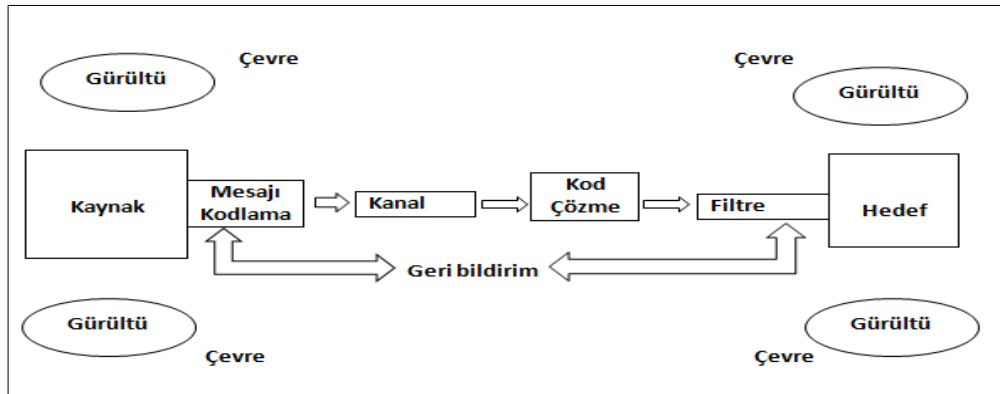 Çevre
Çevre
Gürültü
Gürültü
Kaynak
Mesajı
Kodlama
Kanal
Kod
Çözme
Filtre
Hedef
Geri bildirim
Gürültü
Gürültü
Çevre
Çevre